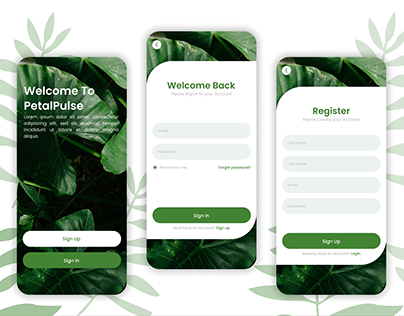 Welcome To
PetalPulse
Lorem ipsum dolor sit amet, consectetur
adipiscing elit, sed do eiusmod tempor
incididunt ut labore et dolore magna
aliqua.
Sign Up
Sign In
Welcome Back
Please Sign In to your Account
Email
Password
Remember me
Forgot password?
Sign In
Dont have an account? Sign up
Register
Please Create your Account
First Name
Last Name
Email
Password
Sign Up
Already have an account? Login